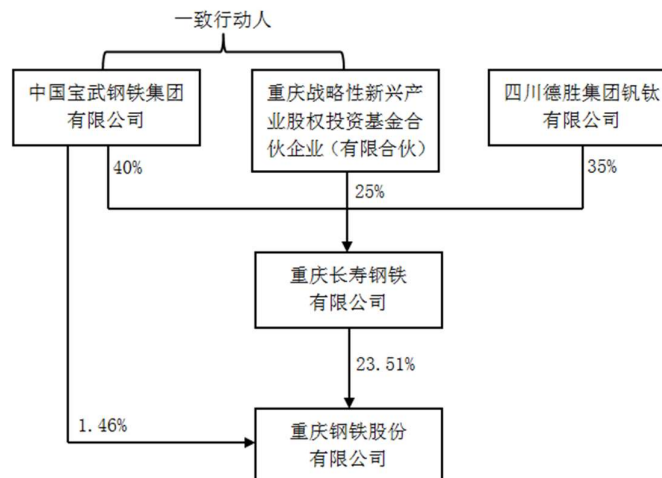 一致行动人
中国宝武钢铁集团
有限公司
重庆战略性新兴产
业股权投资基金合
伙企业（有限合伙）
四川德胜集团钒钛
有限公司
40%
25%
35%
重庆长寿钢铁
有限公司
23.51%
1.46%
重庆钢铁股份
有限公司